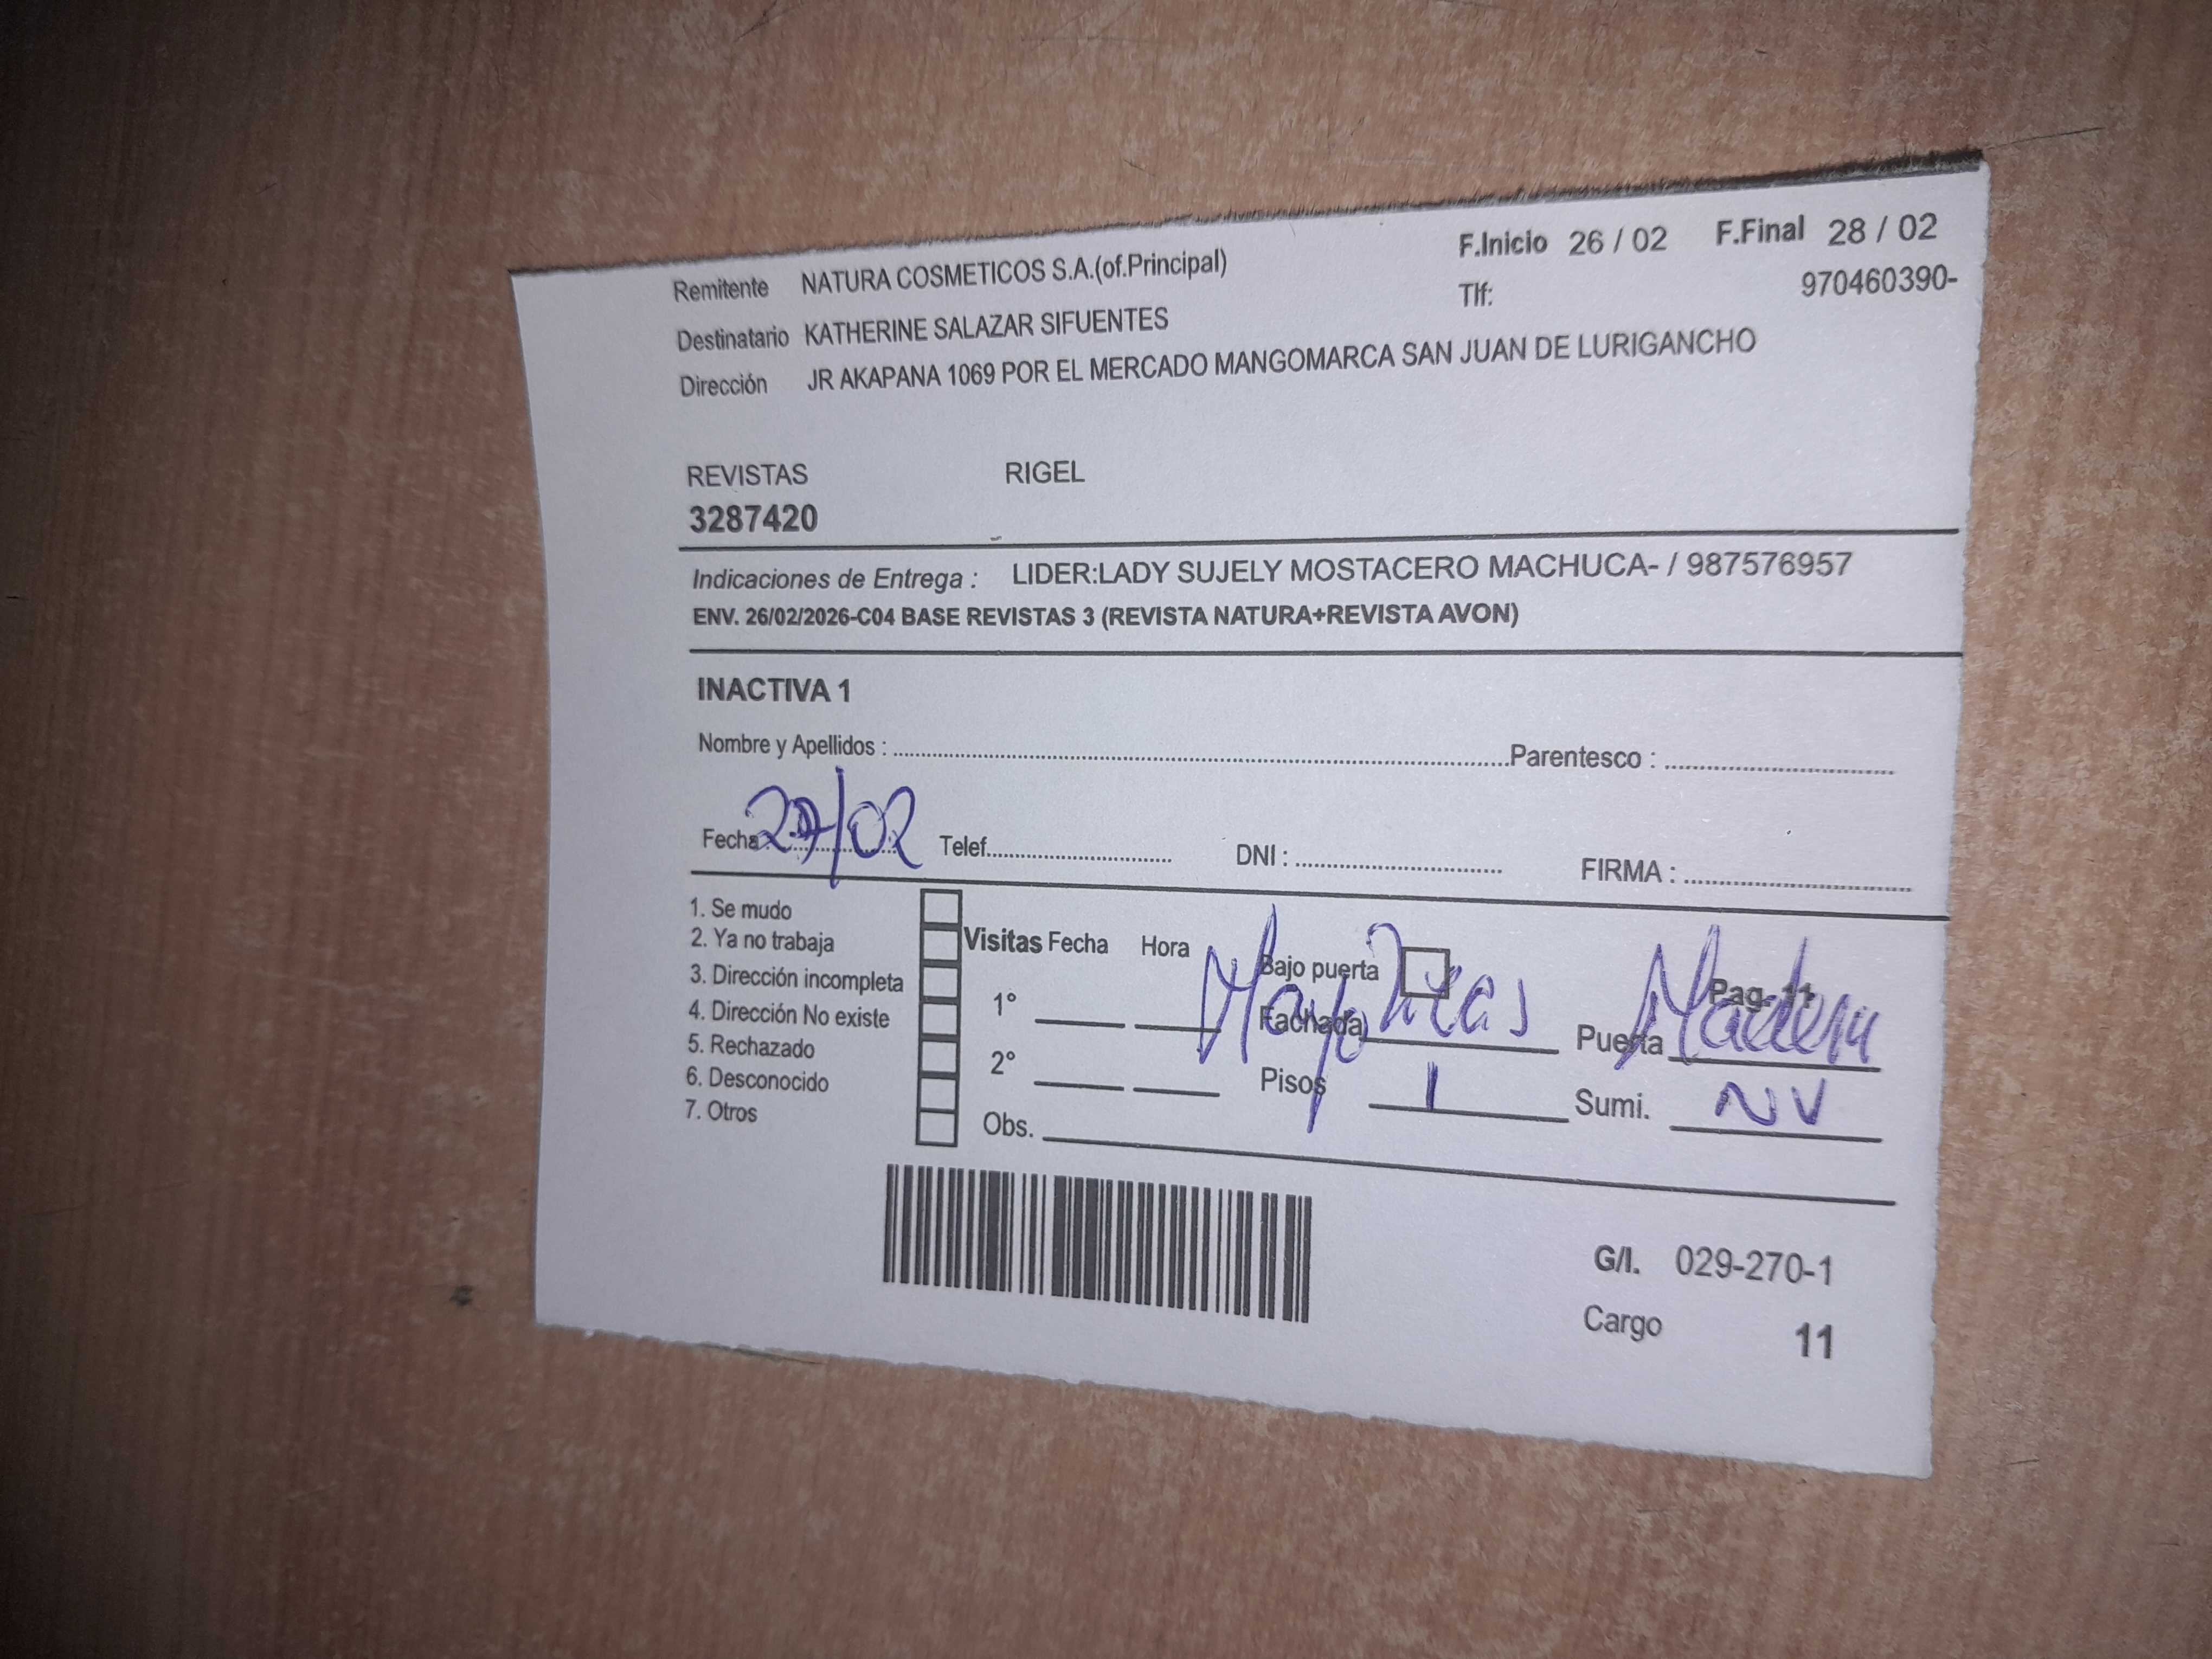 Remitente NATURA COSMETICOS S.A.(of.Principal) F.Inicio 26 / 02 F.Final 28 / 02
Destinatario KATHERINE SALAZAR SIFUENTES Tlf: 970460390-
Dirección JR AKAPANA 1069 POR EL MERCADO MANGOMARCA SAN JUAN DE LURIGANCHO
REVISTAS RIGEL
3287420
Indicaciones de Entrega : LIDER:LADY SUJELY MOSTACERO MACHUCA- / 987576957
ENV. 26/02/2026-C04 BASE REVISTAS 3 (REVISTA NATURA+REVISTA AVON)
INACTIVA 1
Nombre y Apellidos : Parentesco :
Fecha 27/02 Telef. DNI : FIRMA :
1. Se mudo
2. Ya no trabaja
3. Dirección incompleta
4. Dirección No existe
5. Rechazado
6. Desconocido
7. Otros
Visitas Fecha Hora Bajo puerta Pag. 11
1° Fachada Puerta Madera
2° Pisos 1 Sumi. NV
Obs.
G/I. 029-270-1
Cargo 11